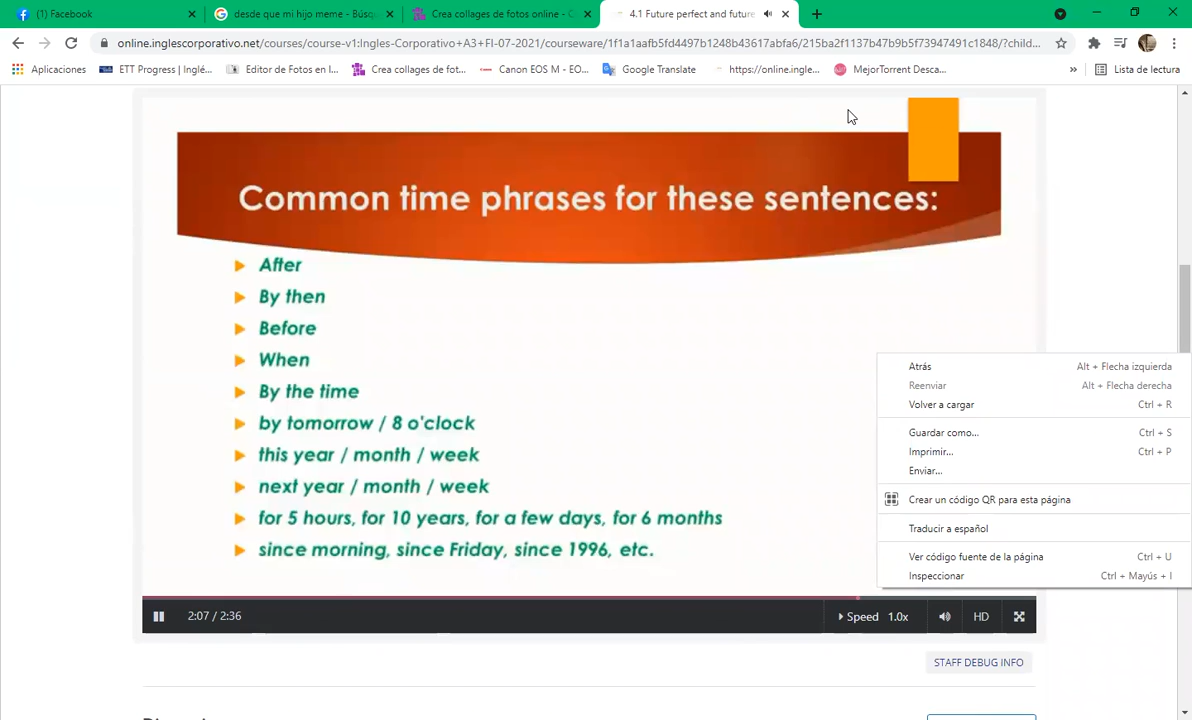 (1) Facebook
desde que mi hijo meme - Búsqu
Crea collages de fotos online - C
4.1 Future perfect and future
online.inglescorporativo.net/courses/course-v1:Ingles-Corporativo+A3+FI-07-2021/courseware/1f1a1aafb5fd4497b1248b43617abfa6/215ba2f1137b47b9b5f73947491c1848/?child...
Aplicaciones
ETT Progress | Inglé...
Editor de Fotos en l...
Crea collages de fot...
Canon EOS M - EO...
Google Translate
https://online.ingle...
MejorTorrent Desca...
»
Lista de lectura
Common time phrases for these sentences:
After
By then
Before
When
By the time
by tomorrow / 8 o'clock
this year / month / week
next year / month / week
for 5 hours, for 10 years, for a few days, for 6 months
since morning, since Friday, since 1996, etc.
Atrás Alt + Flecha izquierda
Reenviar Alt + Flecha derecha
Volver a cargar Ctrl + R
Guardar como... Ctrl + S
Imprimir... Ctrl + P
Enviar...
Crear un código QR para esta página
Traducir a español
Ver código fuente de la página Ctrl + U
Inspeccionar Ctrl + Mayús + I
2:07 / 2:36
Speed 1.0x
HD
STAFF DEBUG INFO